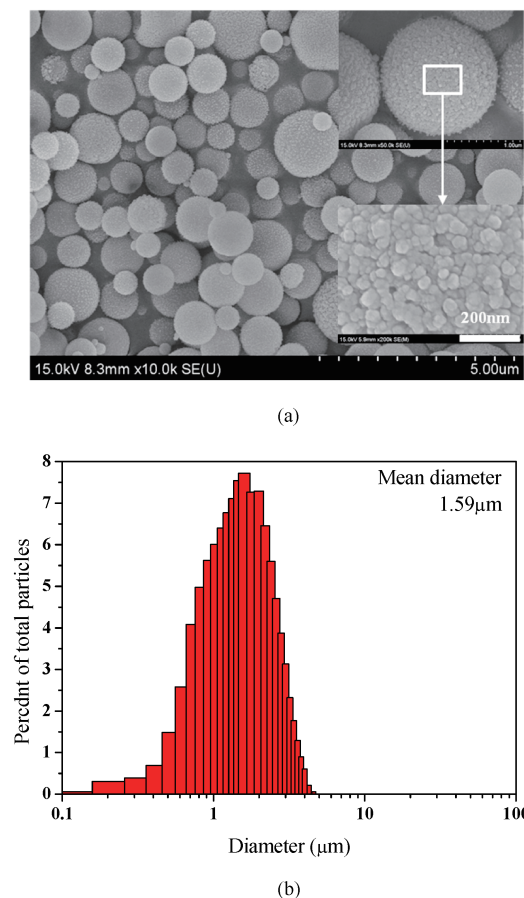 15.0kV 8.3mm x50.0k SE(U) 1.00um
200nm
15.0kV 5.8mm x200k SE(M)
15.0kV 8.3mm x10.0k SE(U) 5.00um
(a)
Mean diameter
1.59μm
Percdnt of total particles
8
7
6
5
4
3
2
1
0
0.1 1 10 100
Diameter (μm)
(b)